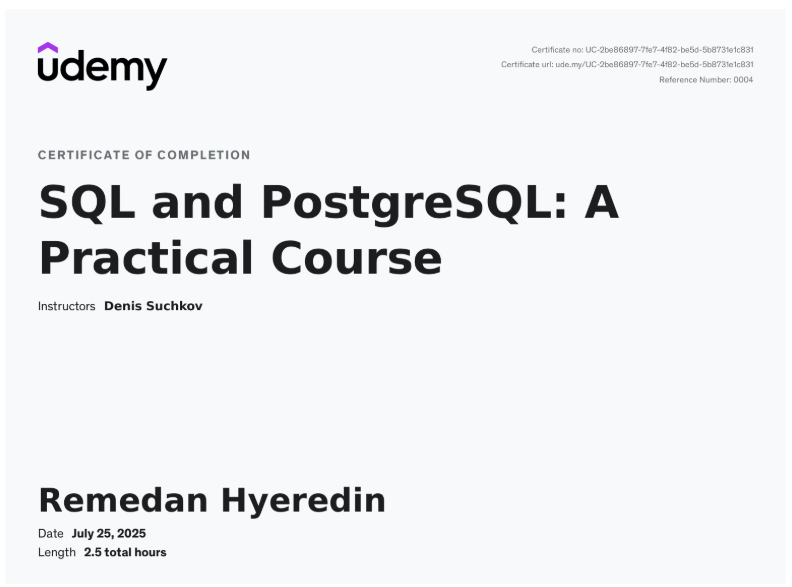 udemy
Certificate no: UC-2be86897-7fe7-4f82-be5d-5b8731e1c831
Certificate url: ude.my/UC-2be86897-7fe7-4f82-be5d-5b8731e1c831
Reference Number: 0004
CERTIFICATE OF COMPLETION
SQL and PostgreSQL: A
Practical Course
Instructors Denis Suchkov
Remedan Hyeredin
Date July 25, 2025
Length 2.5 total hours